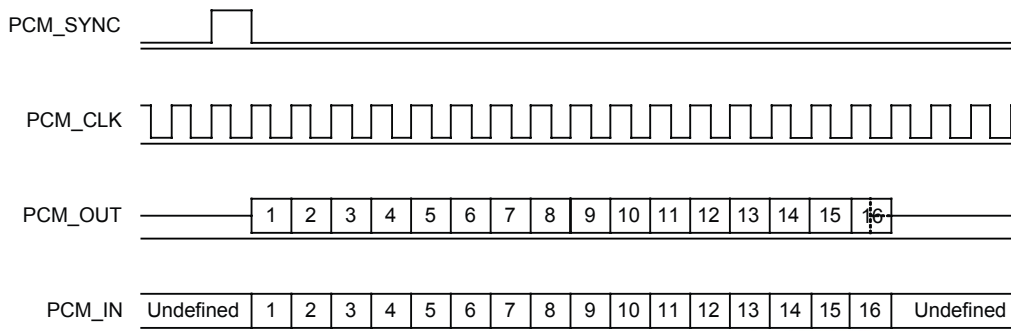 PCM_SYNC
PCM_CLK
PCM_OUT 1 2 3 4 5 6 7 8 9 10 11 12 13 14 15 16
PCM_IN Undefined 1 2 3 4 5 6 7 8 9 10 11 12 13 14 15 16 Undefined